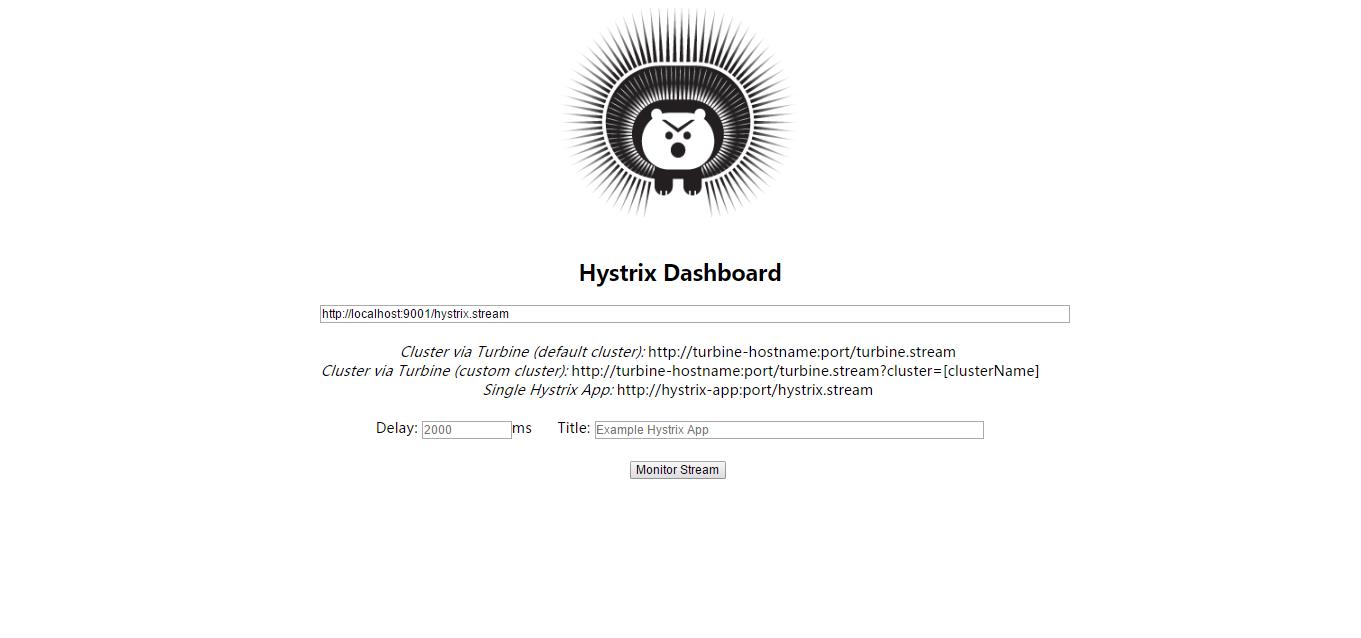 Hystrix Dashboard
http://localhost:9001/hystrix.stream
Cluster via Turbine (default cluster): http://turbine-hostname:port/turbine.stream
Cluster via Turbine (custom cluster): http://turbine-hostname:port/turbine.stream?cluster=[clusterName]
Single Hystrix App: http://hystrix-app:port/hystrix.stream
Delay: 2000 ms Title: Example Hystrix App
Monitor Stream